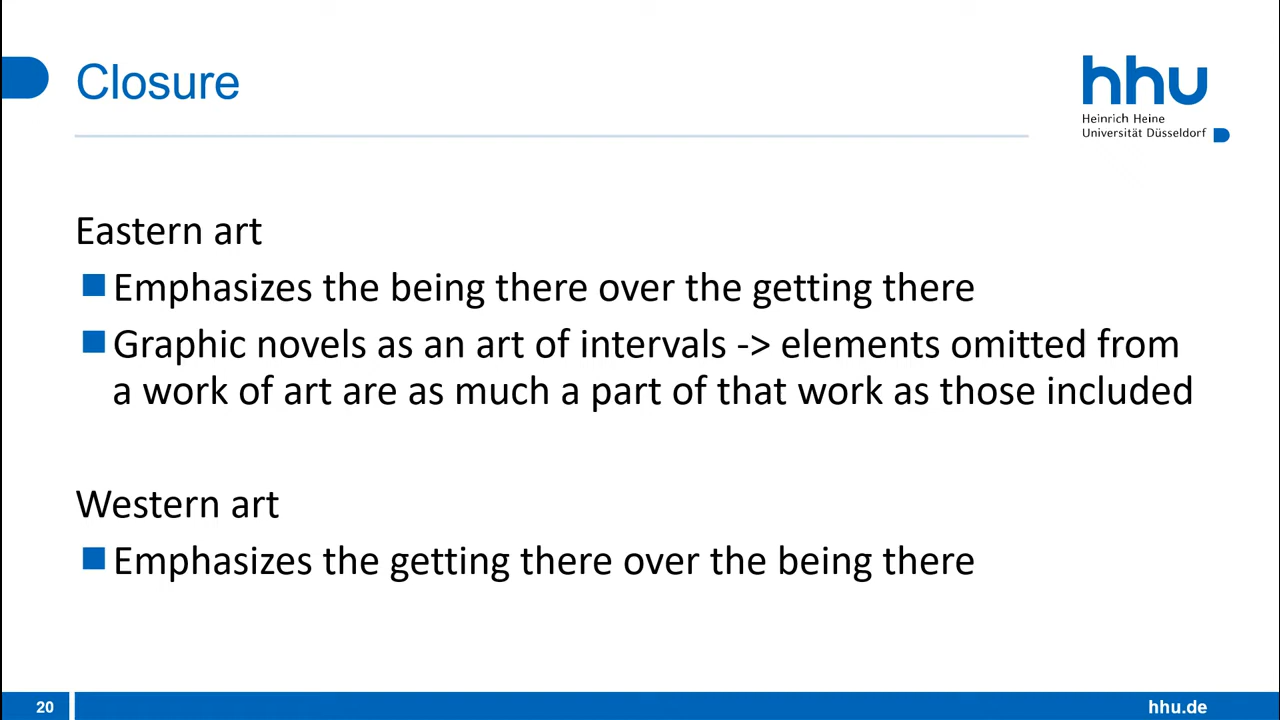 Closure
hhu
Heinrich Heine
Universität Düsseldorf
Eastern art
Emphasizes the being there over the getting there
Graphic novels as an art of intervals -> elements omitted from
a work of art are as much a part of that work as those included
Western art
Emphasizes the getting there over the being there
20
hhu.de